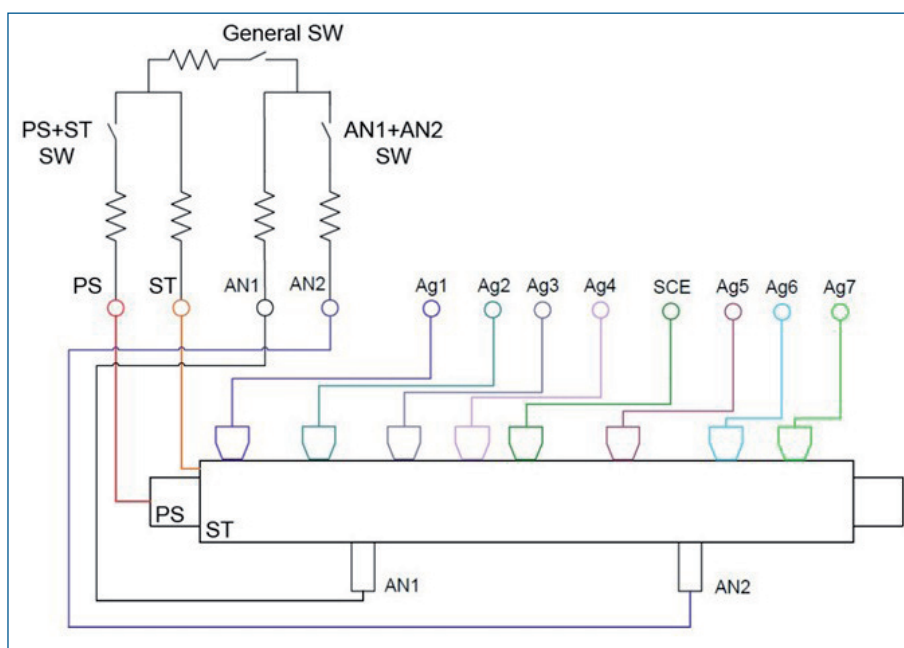 General SW
PS+ST
SW
AN1+AN2
SW
PS
ST
AN1
AN2
Ag1
Ag2
Ag3
Ag4
SCE
Ag5
Ag6
Ag7
PS
ST
AN1
AN2